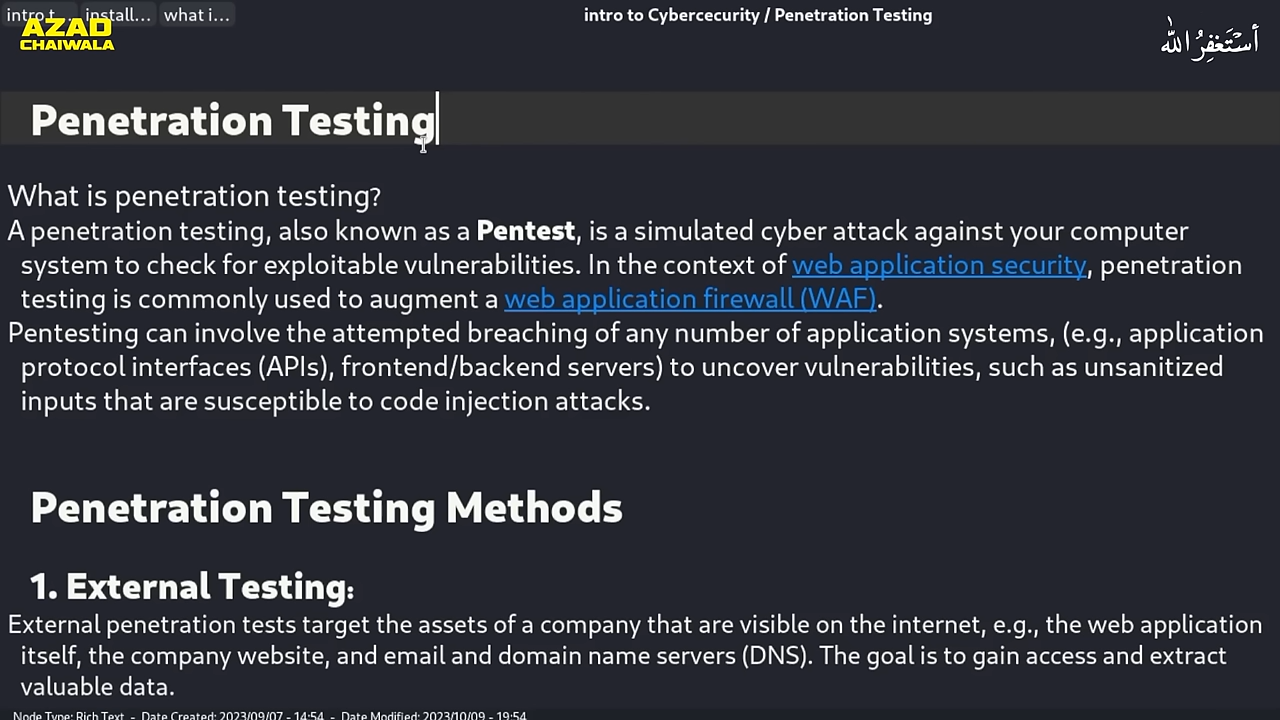 intro t... install... what i... intro to Cybercecurity / Penetration Testing
AZAD
CHAIWALA
أستغفر الله
Penetration Testing
What is penetration testing?
A penetration testing, also known as a Pentest, is a simulated cyber attack against your computer
system to check for exploitable vulnerabilities. In the context of web application security, penetration
testing is commonly used to augment a web application firewall (WAF).
Pentesting can involve the attempted breaching of any number of application systems, (e.g., application
protocol interfaces (APIs), frontend/backend servers) to uncover vulnerabilities, such as unsanitized
inputs that are susceptible to code injection attacks.
Penetration Testing Methods
1. External Testing:
External penetration tests target the assets of a company that are visible on the internet, e.g., the web application
itself, the company website, and email and domain name servers (DNS). The goal is to gain access and extract
valuable data.
Node Type: Rich Text - Date Created: 2023/09/07 - 14:54 - Date Modified: 2023/10/09 - 19:54